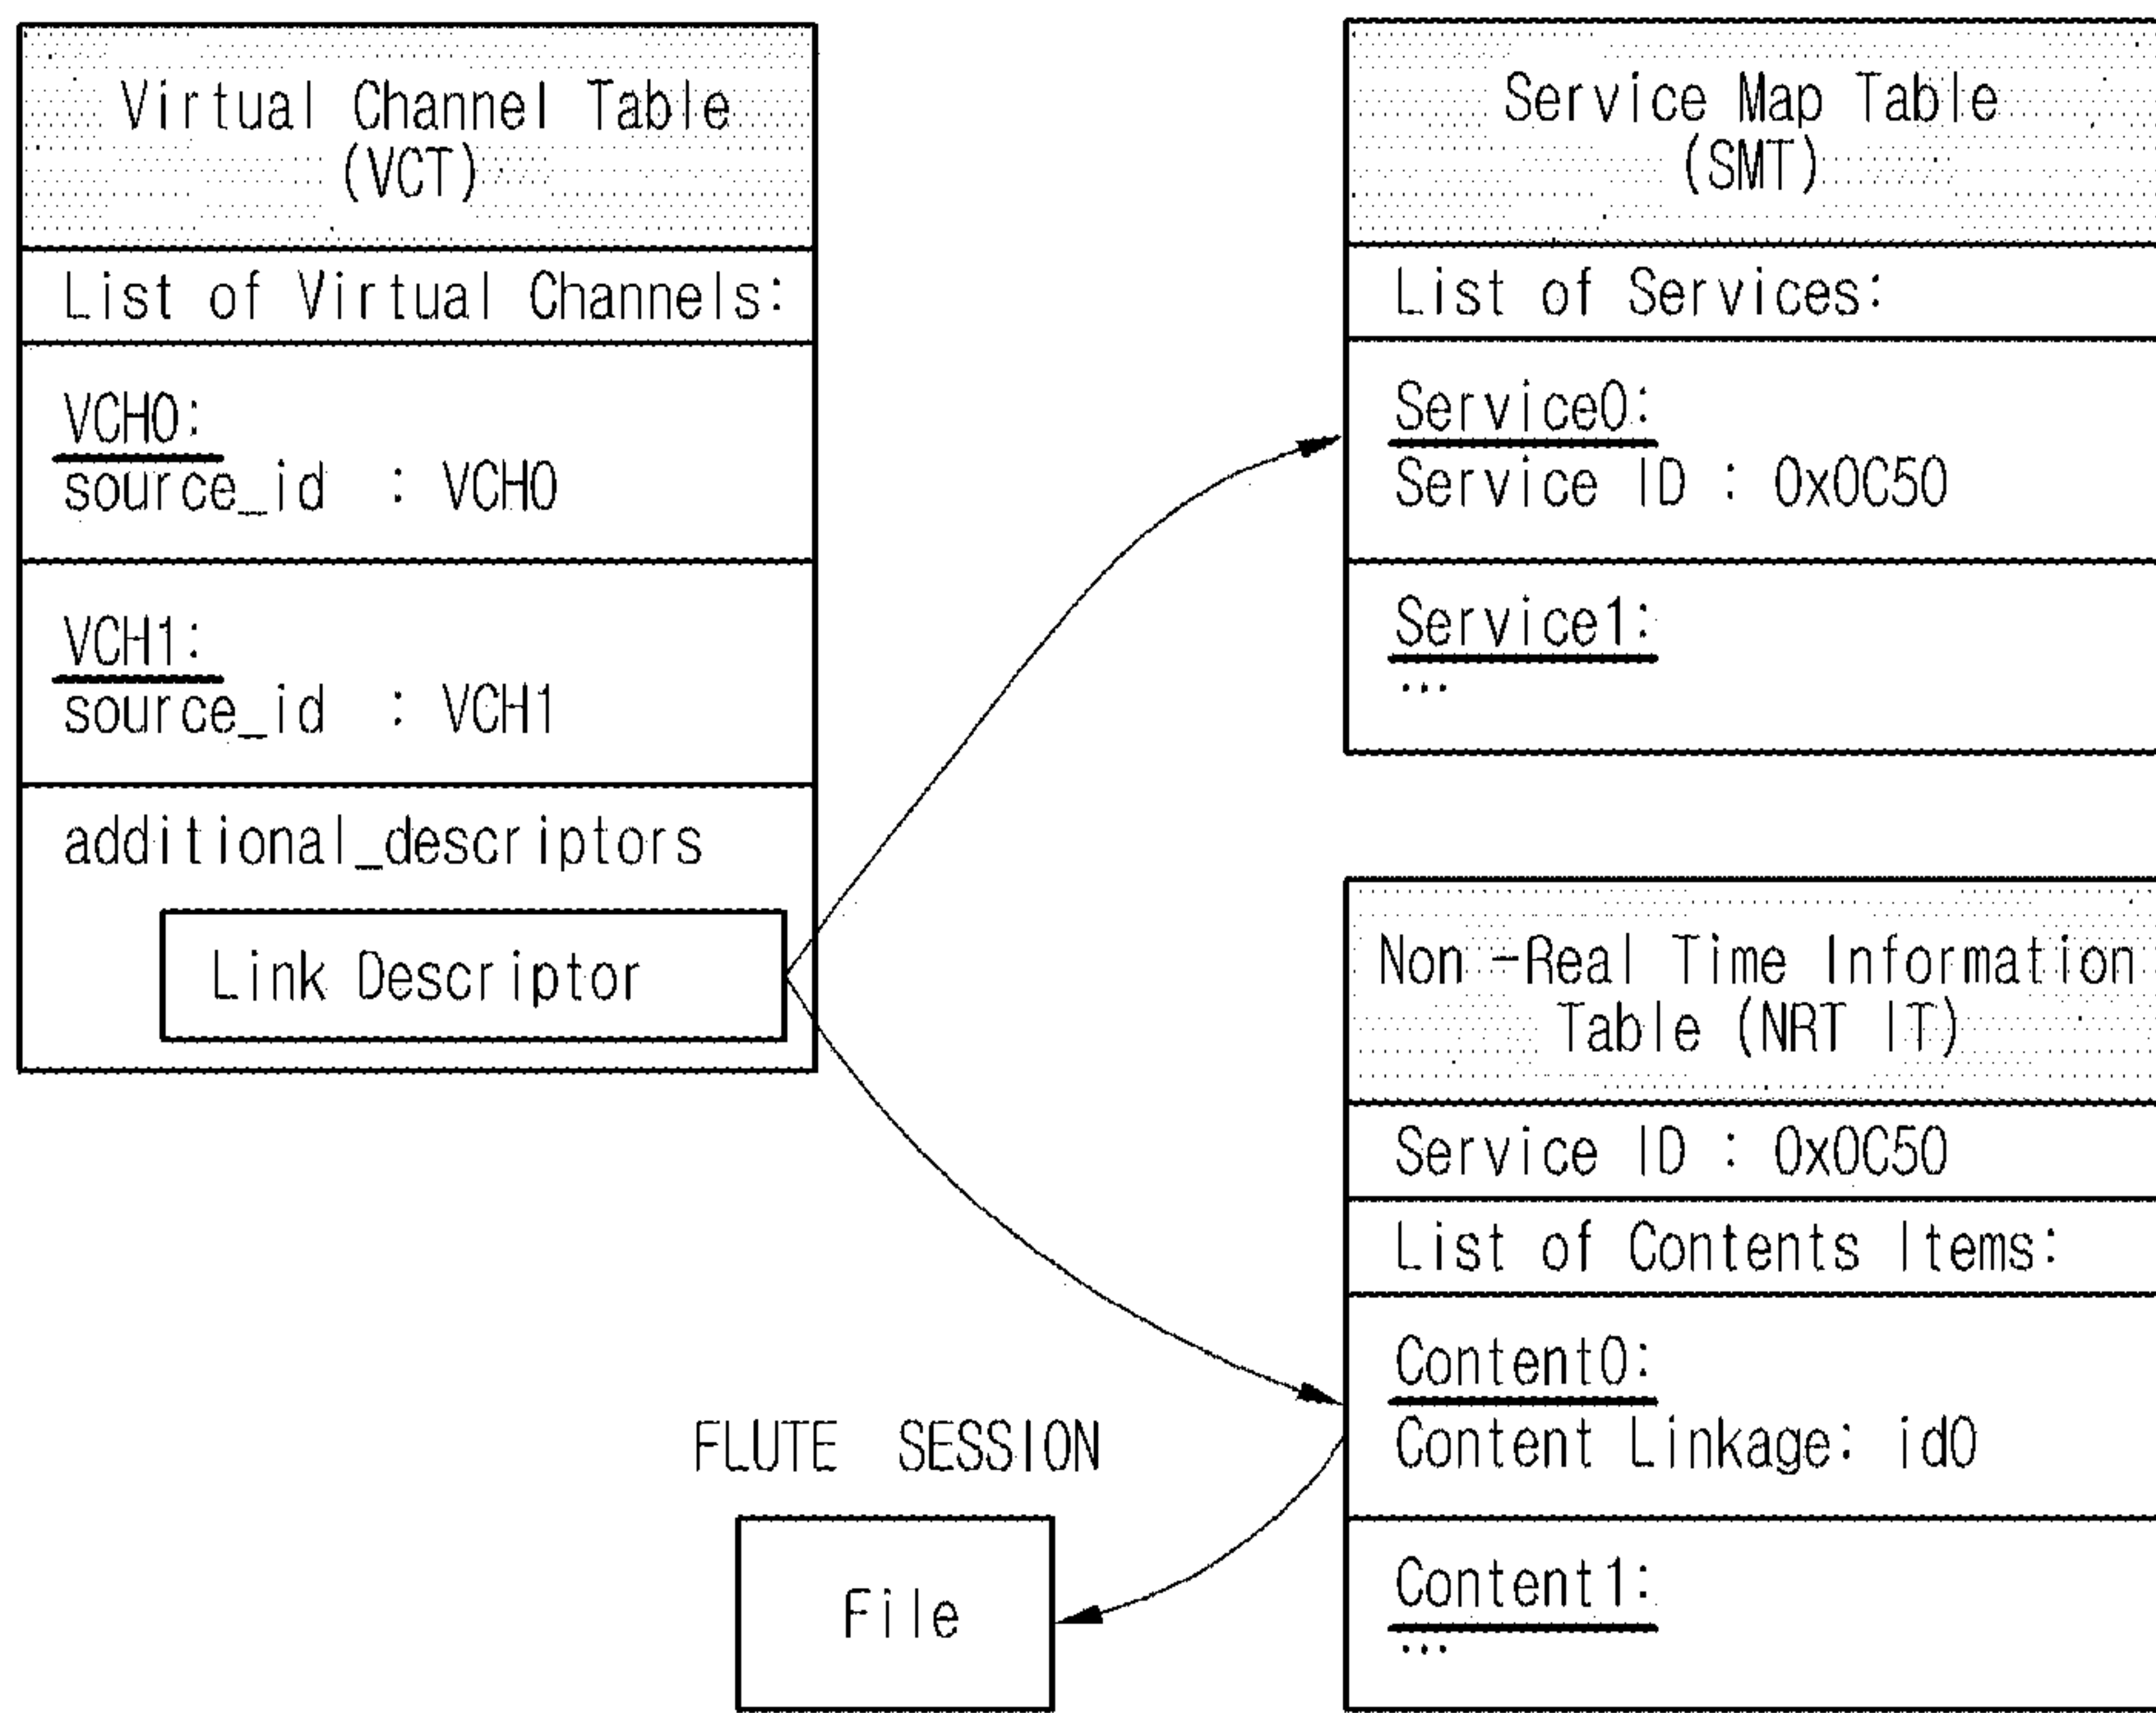 Virtual Channel Table
(VCT)
List of Virtual Channels:
VCH0:
source_id : VCH0
VCH1:
source_id : VCH1
additional_descriptors
Link Descriptor
Service Map Table
(SMT)
List of Services:
Service0:
Service ID : 0x0C50
Service1:
...
Non-Real Time Information
Table (NRT IT)
Service ID : 0x0C50
List of Contents Items:
Content0:
Content Linkage: id0
Content1:
...
FLUTE SESSION
File